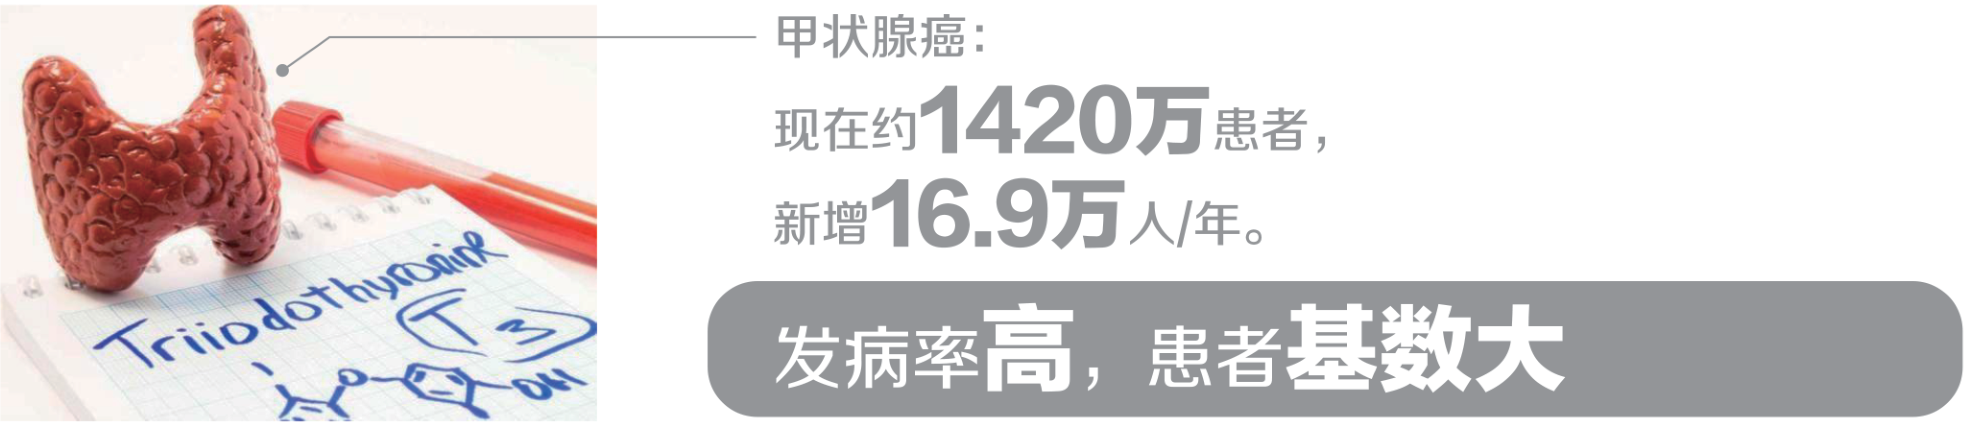 甲状腺癌：
现在约1420万患者，
新增16.9万人/年。
发病率高，患者基数大
Triiodothyronine
(T3)
OH